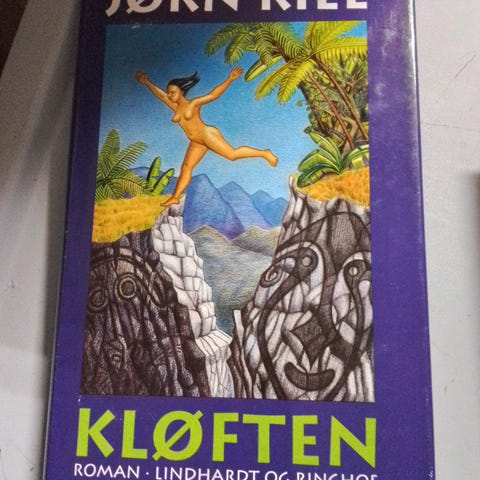 JØRN RIEL
KLØFTEN
ROMAN · LINDHARDT OG RINGHOF